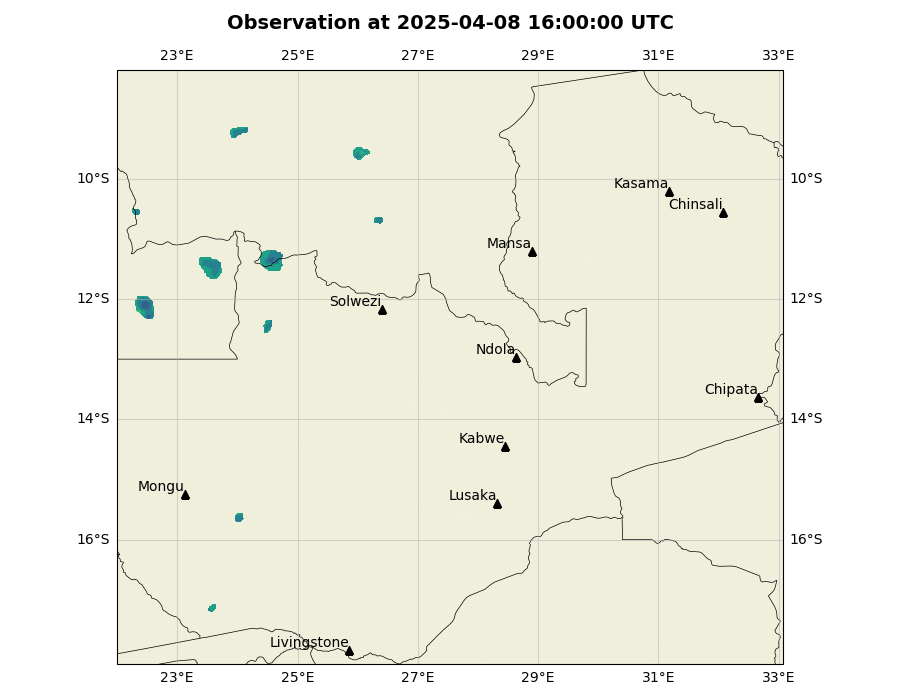 Observation at 2025-04-08 16:00:00 UTC
23°E 25°E 27°E 29°E 31°E 33°E
10°S 10°S
Kasama
Chinsali
Mansa
12°S 12°S
Solwezi
Ndola
Chipata
14°S 14°S
Kabwe
Mongu
Lusaka
16°S 16°S
Livingstone
23°E 25°E 27°E 29°E 31°E 33°E